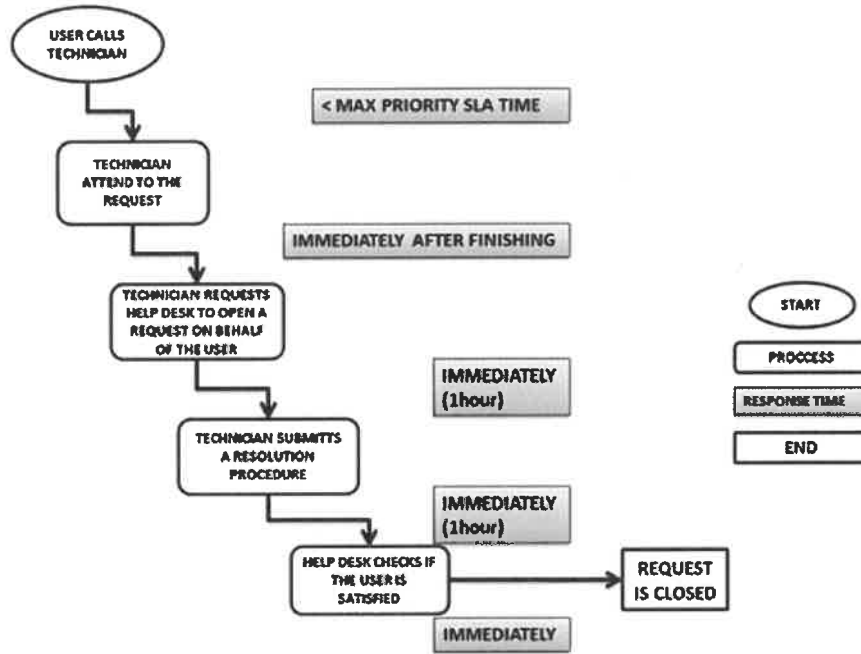 USER CALLS
TECHNICIAN
< MAX PRIORITY SLA TIME
TECHNICIAN
ATTEND TO THE
REQUEST
IMMEDIATELY AFTER FINISHING
TECHNICIAN REQUESTS
HELP DESK TO OPEN A
REQUEST ON BEHALF
OF THE USER
START
PROCCESS
RESPONSE TIME
END
IMMEDIATELY
(1hour)
TECHNICIAN SUBMITTS
A RESOLUTION
PROCEDURE
IMMEDIATELY
(1hour)
HELP DESK CHECKS IF
THE USER IS
SATISFIED
REQUEST
IS CLOSED
IMMEDIATELY